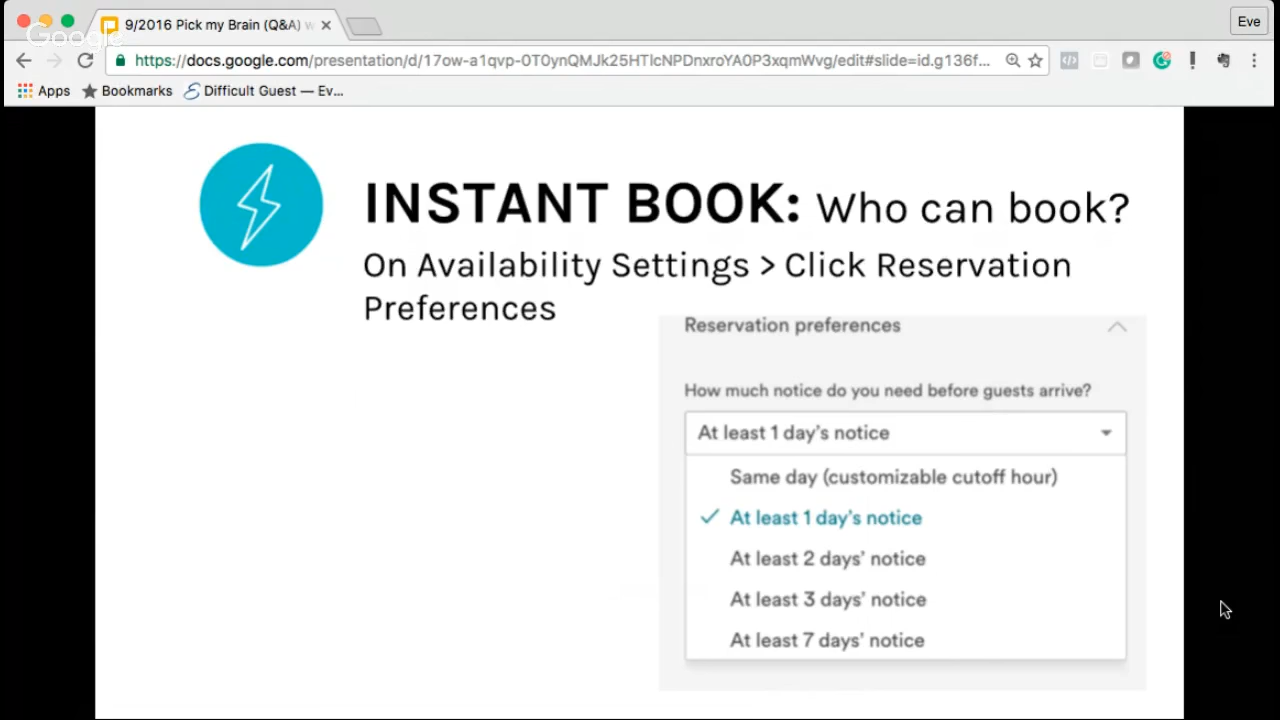 9/2016 Pick my Brain (Q&A) w
Eve
Google
https://docs.google.com/presentation/d/17ow-a1qvp-0T0ynQMJk25HTlcNPDnxroYA0P3xqmWvg/edit#slide=id.g136f...
Apps Bookmarks Difficult Guest — Ev...
INSTANT BOOK: Who can book?
On Availability Settings > Click Reservation
Preferences
Reservation preferences
How much notice do you need before guests arrive?
At least 1 day's notice
Same day (customizable cutoff hour)
At least 1 day's notice
At least 2 days' notice
At least 3 days' notice
At least 7 days' notice